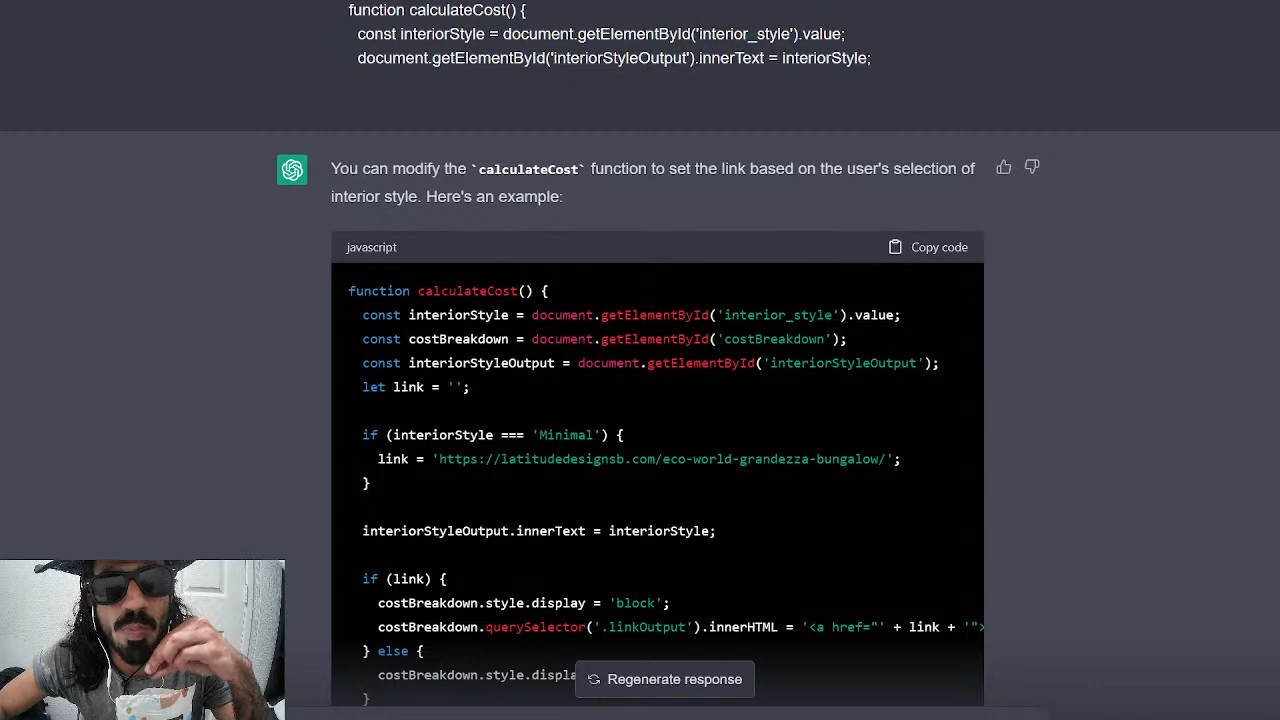 function calculateCost() {
const interiorStyle = document.getElementById('interior_style').value;
document.getElementById('interiorStyleOutput').innerText = interiorStyle;
You can modify the `calculateCost` function to set the link based on the user's selection of
interior style. Here's an example:
javascript
Copy code
function calculateCost() {
const interiorStyle = document.getElementById('interior_style').value;
const costBreakdown = document.getElementById('costBreakdown');
const interiorStyleOutput = document.getElementById('interiorStyleOutput');
let link = '';
if (interiorStyle === 'Minimal') {
link = 'https://latitudedesignsb.com/eco-world-grandezza-bungalow/';
}
interiorStyleOutput.innerText = interiorStyle;
if (link) {
costBreakdown.style.display = 'block';
costBreakdown.querySelector('.linkOutput').innerHTML = '<a href="' + link + '">
} else {
costBreakdown.style.displa
}
Regenerate response